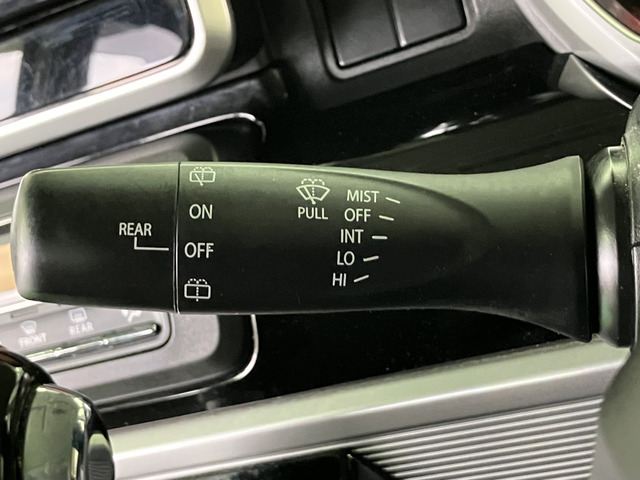 REAR
ON
OFF
PULL
MIST
OFF
INT
LO
HI
FRONT
REAR